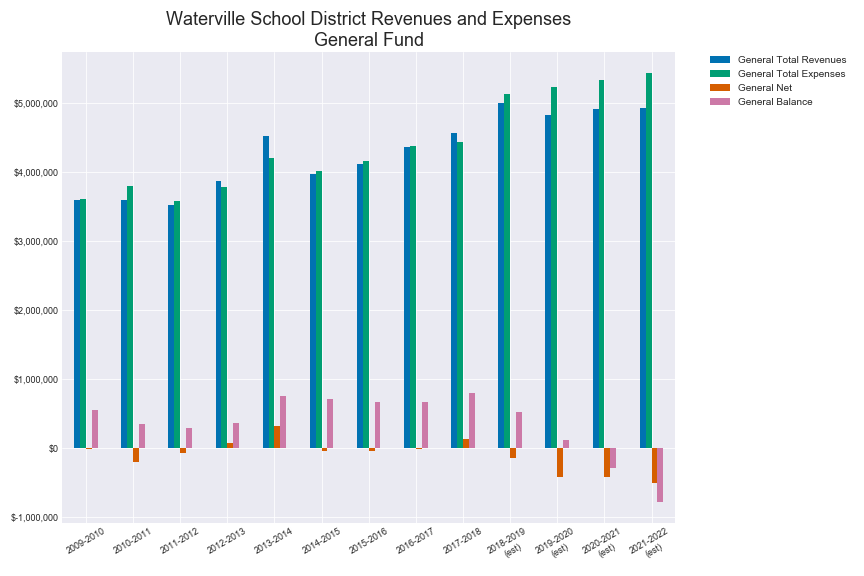 Waterville School District Revenues and Expenses
General Fund
General Total Revenues
General Total Expenses
General Net
General Balance
$5,000,000
$4,000,000
$3,000,000
$2,000,000
$1,000,000
$0
$-1,000,000
2009-2010
2010-2011
2011-2012
2012-2013
2013-2014
2014-2015
2015-2016
2016-2017
2017-2018
2018-2019
(est)
2019-2020
(est)
2020-2021
(est)
2021-2022
(est)